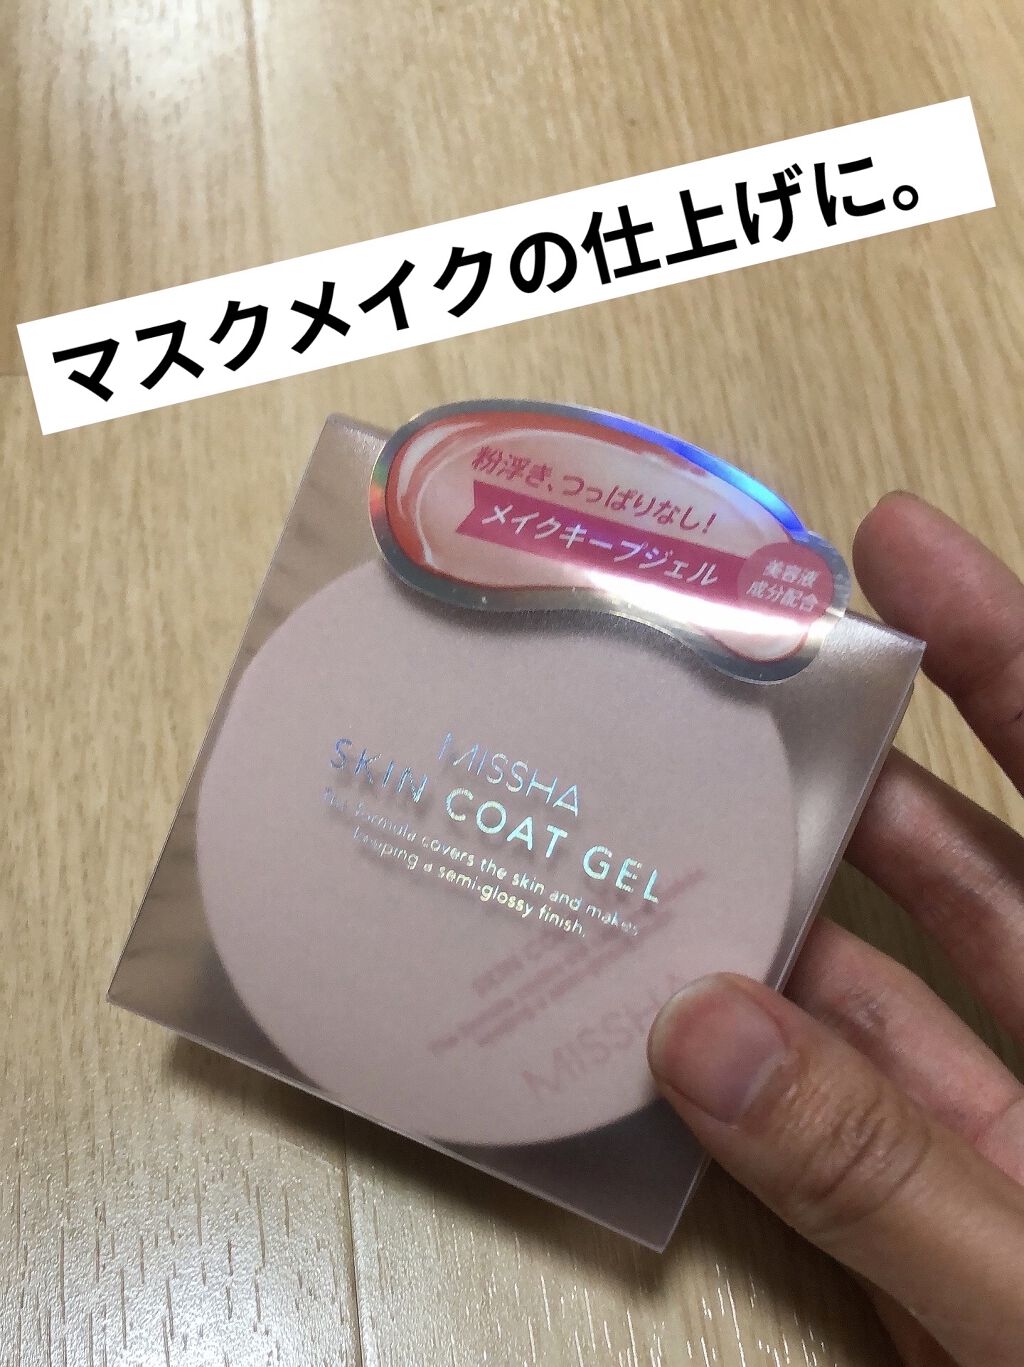 マスクメイクの仕上げに。
粉浮き、つっぱりなし!
メイクキープジェル
美容液
成分配合
MISSHA
SKIN COAT GEL
formula covers the skin and makes
keeping a semi-glossy finish.
MISSHA